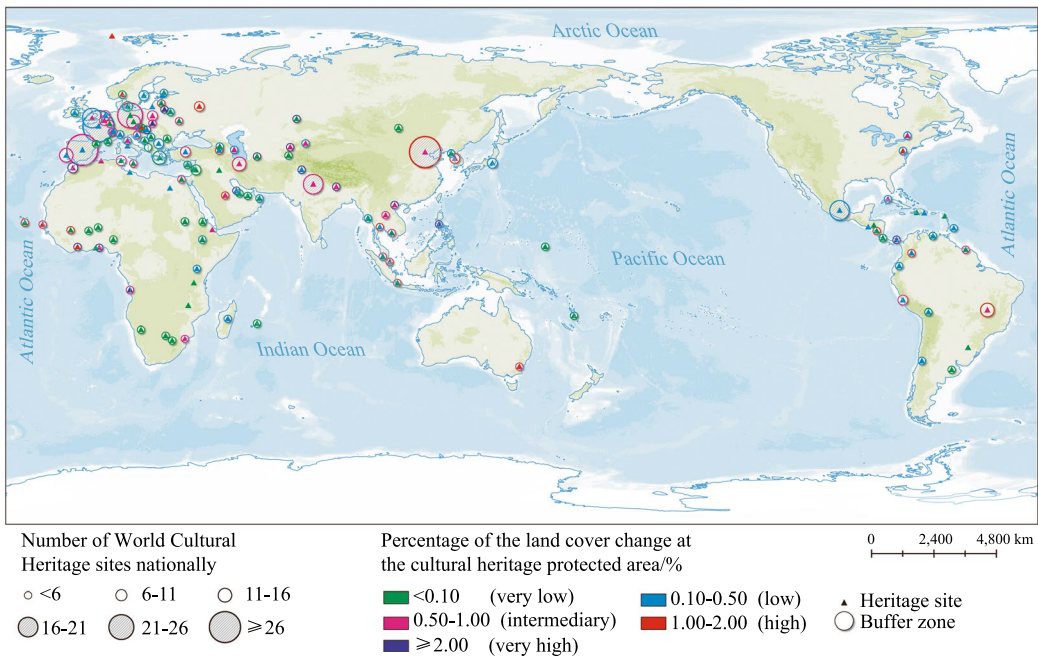 Arctic Ocean
Atlantic Ocean
Pacific Ocean
Atlantic Ocean
Indian Ocean
Number of World Cultural
Heritage sites nationally
<6 6-11 11-16
16-21 21-26 ≥26
Percentage of the land cover change at
the cultural heritage protected area/%
<0.10 (very low) 0.10-0.50 (low)
0.50-1.00 (intermediary) 1.00-2.00 (high)
≥2.00 (very high)
0 2,400 4,800 km
Heritage site
Buffer zone